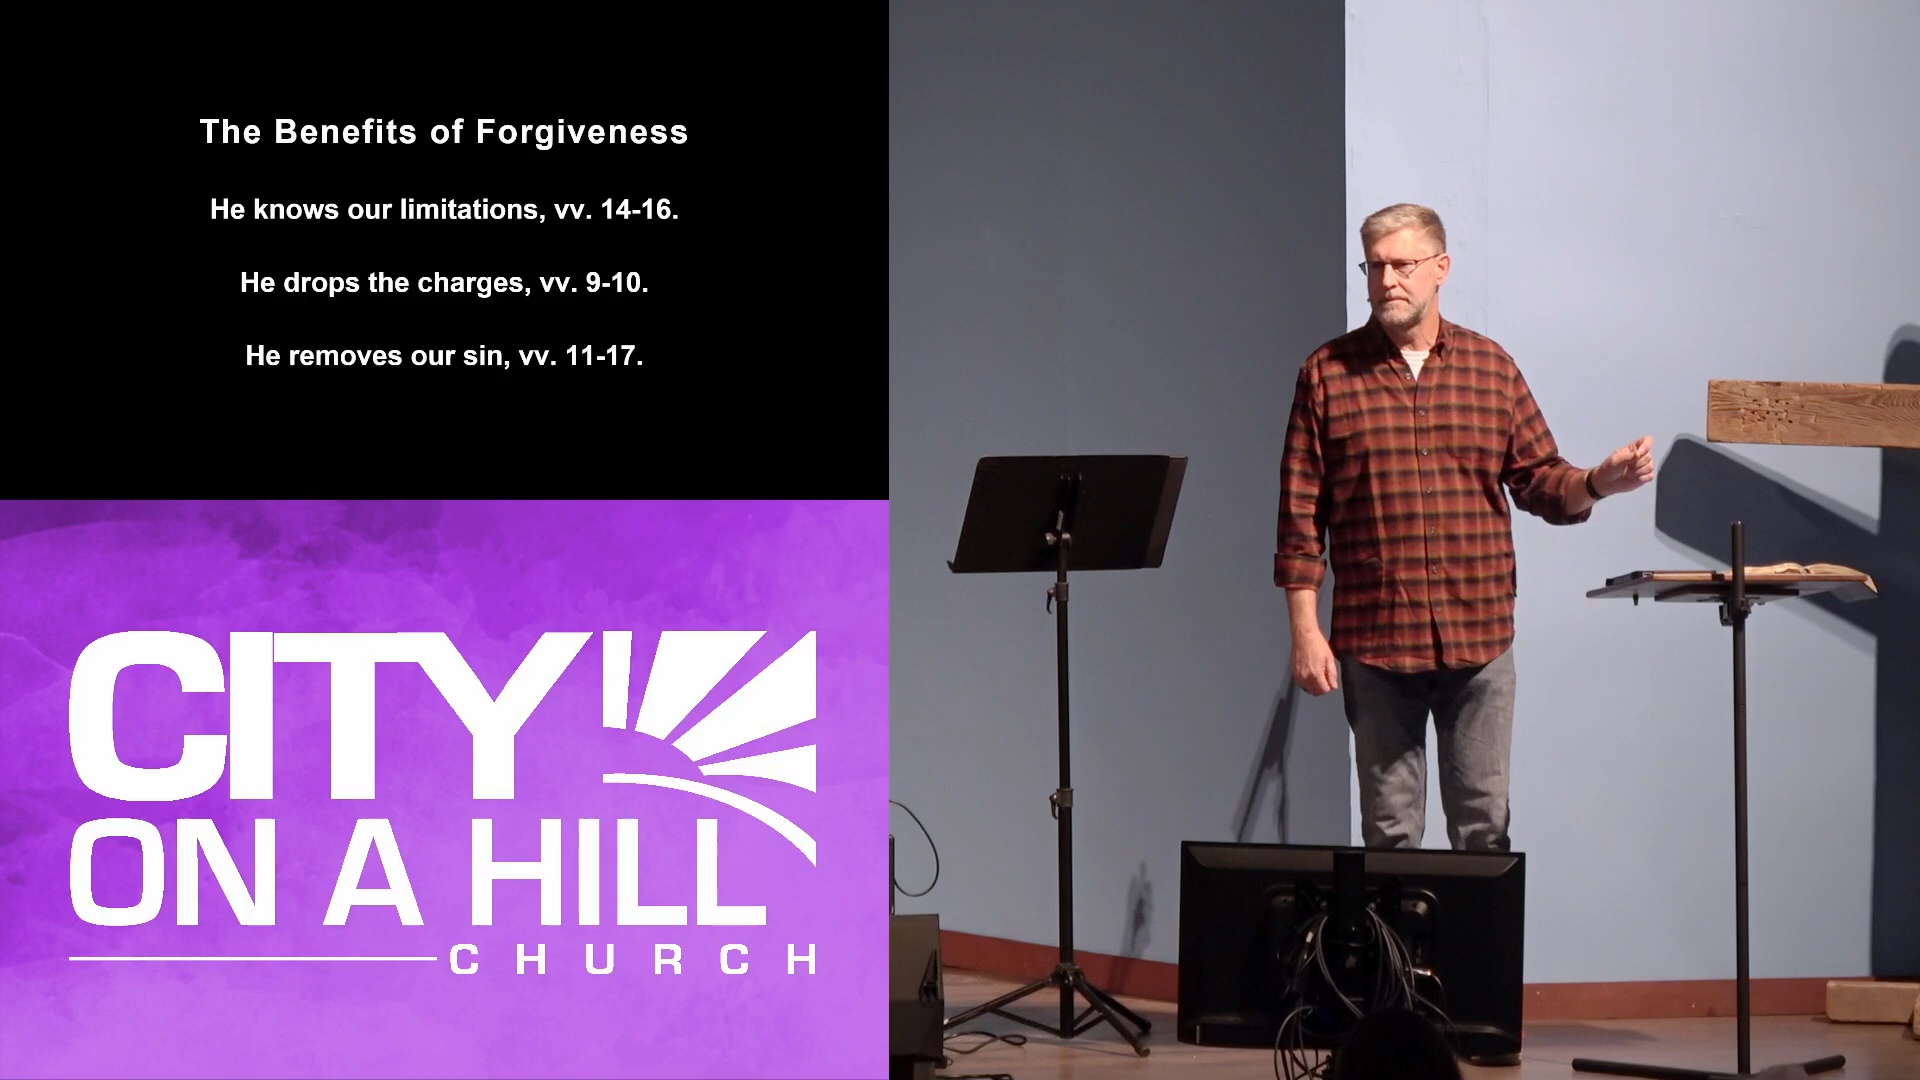 The Benefits of Forgiveness
He knows our limitations, vv. 14-16.
He drops the charges, vv. 9-10.
He removes our sin, vv. 11-17.
CITY
ON A HILL
CHURCH